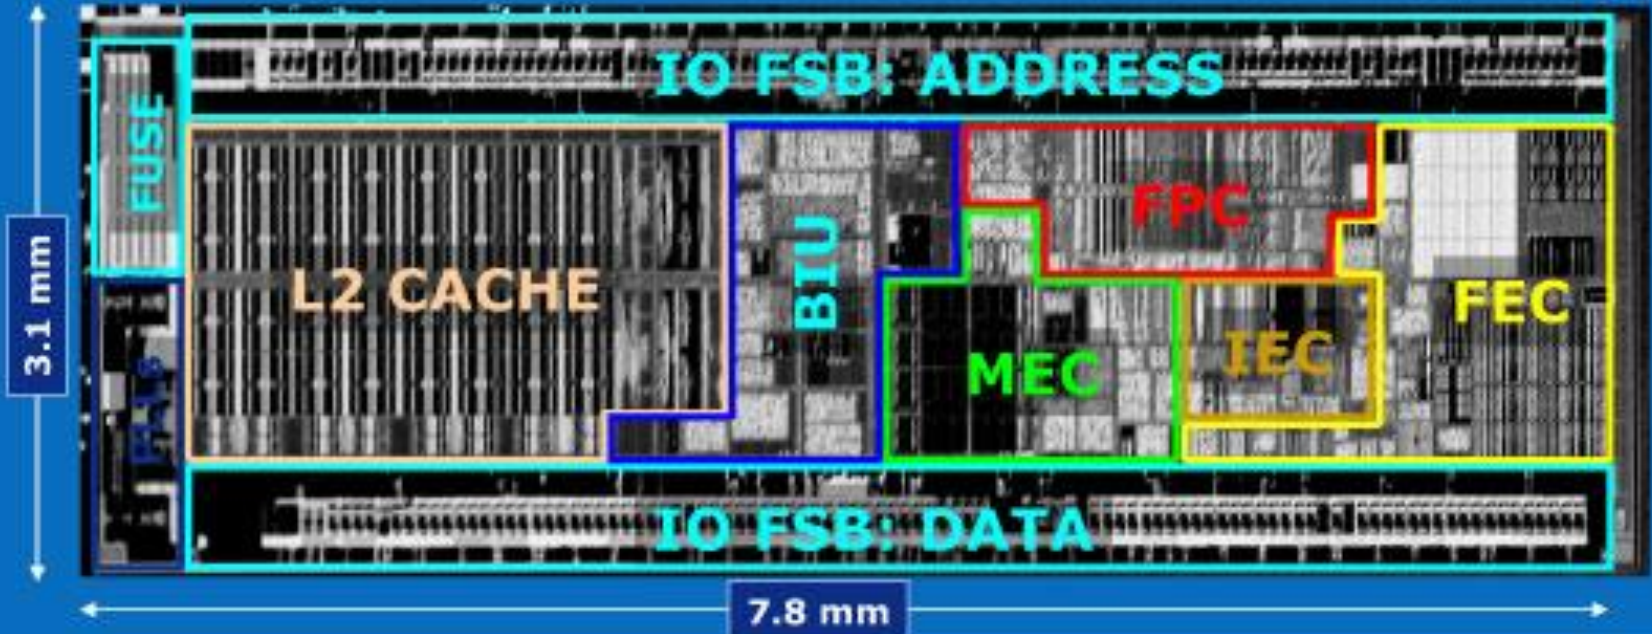 IO FSB: ADDRESS
FUSE
L2 CACHE
BIU
FPC
FEC
MEC
IEC
3.1 mm
IO FSB: DATA
7.8 mm